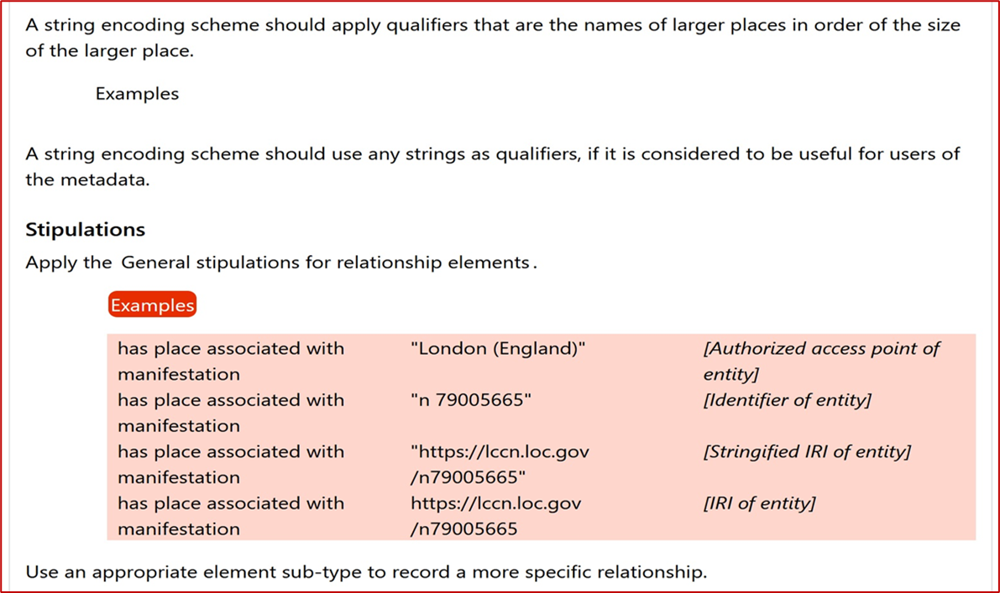 A string encoding scheme should apply qualifiers that are the names of larger places in order of the size
of the larger place.
Examples
A string encoding scheme should use any strings as qualifiers, if it is considered to be useful for users of
the metadata.
Stipulations
Apply the General stipulations for relationship elements.
Examples
has place associated with "London (England)" [Authorized access point of
manifestation entity]
has place associated with "n 79005665" [Identifier of entity]
manifestation
has place associated with "https://lccn.loc.gov [Stringified IRI of entity]
manifestation /n79005665"
has place associated with https://lccn.loc.gov [IRI of entity]
manifestation /n79005665
Use an appropriate element sub-type to record a more specific relationship.